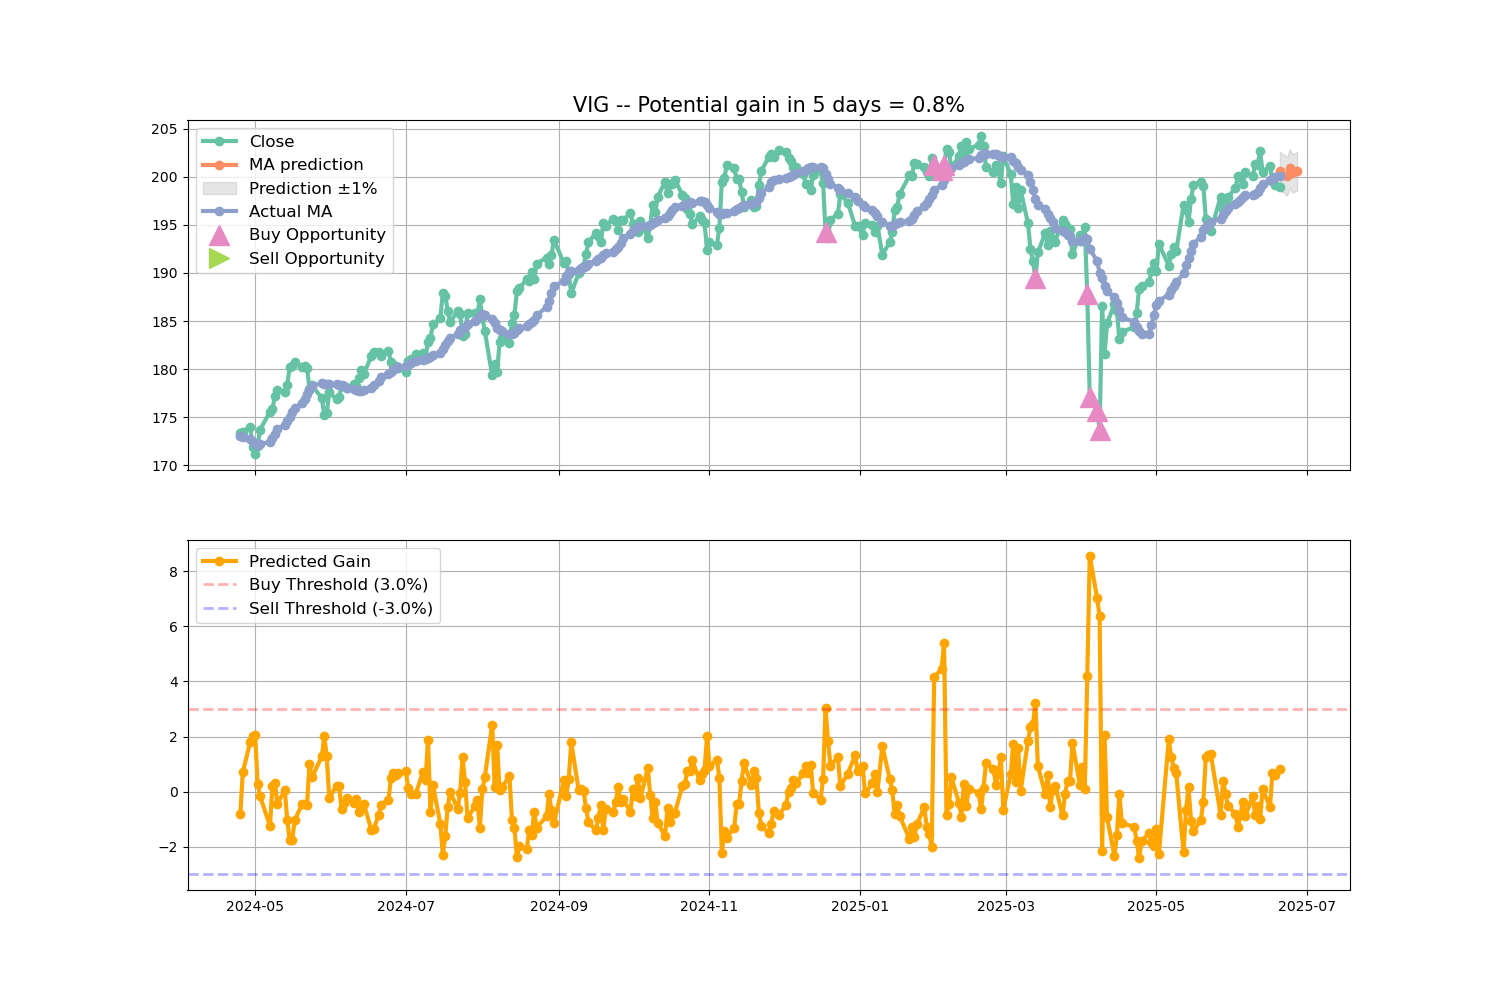 VIG -- Potential gain in 5 days = 0.8%
205
200
195
190
185
180
175
170
Close
MA prediction
Prediction ±1%
Actual MA
Buy Opportunity
Sell Opportunity
8
6
4
2
0
−2
Predicted Gain
Buy Threshold (3.0%)
Sell Threshold (-3.0%)
2024-05 2024-07 2024-09 2024-11 2025-01 2025-03 2025-05 2025-07